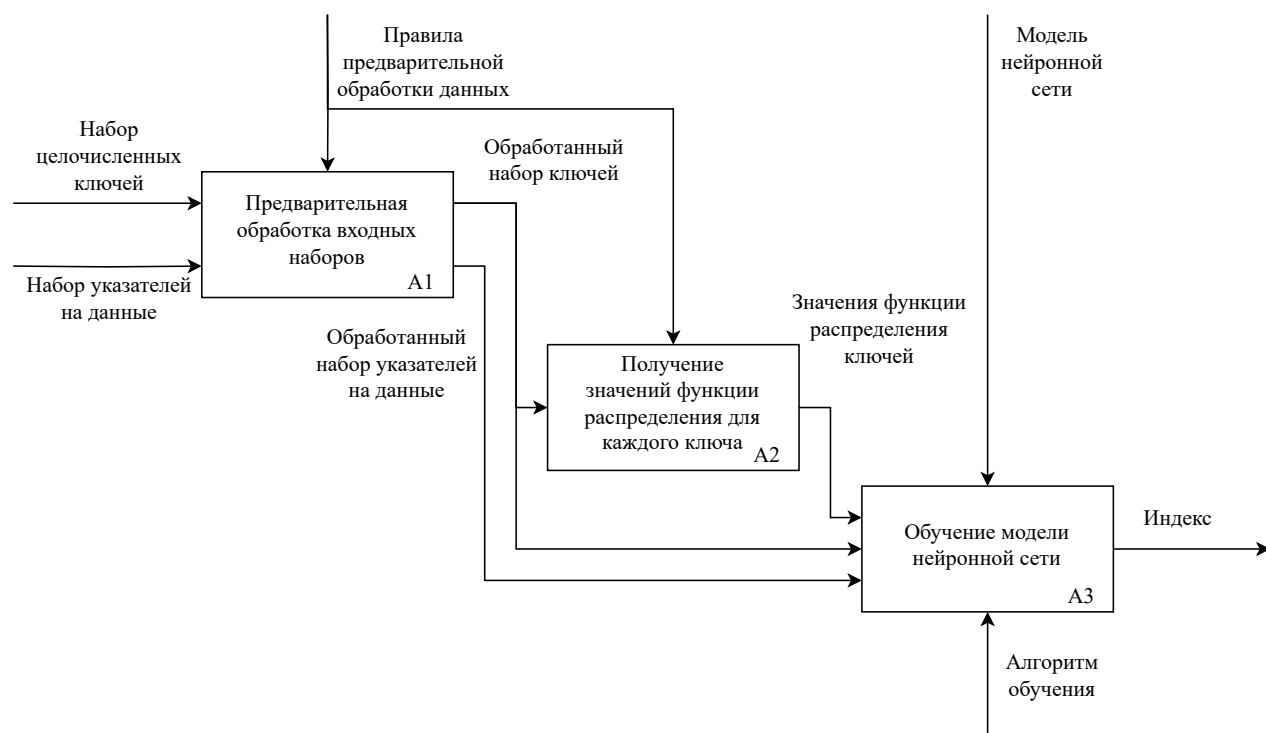 Правила
предварительной
обработки данных
Модель
нейронной
сети
Набор
целочисленных
ключей
Обработанный
набор ключей
Предварительная
обработка входных
наборов
A1
Набор указателей
на данные
Обработанный
набор указателей
на данные
Значения функции
распределения
ключей
Получение
значений функции
распределения для
каждого ключа
A2
Обучение модели
нейронной сети
A3
Индекс
Алгоритм
обучения